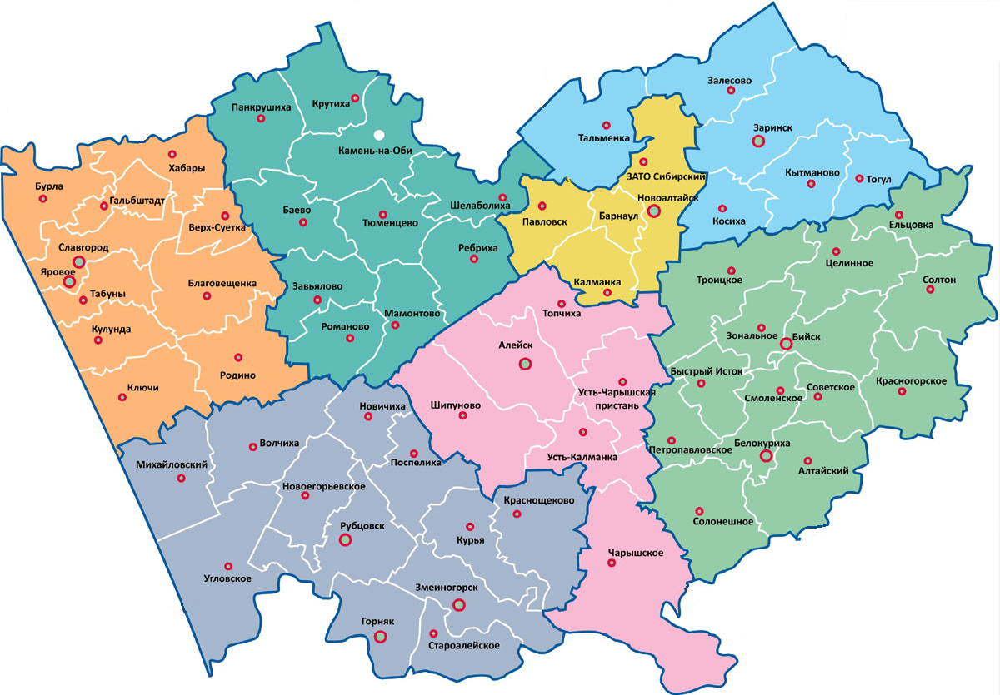 Залесово
Крутиха
Панкрушиха
Заринск
Тальменка
Камень-на-Оби
Хабары
Кытманово
ЗАТО Сибирский
Тогул
Бурла
Гальбштадт
Новоалтайск
Шелаболиха
Баево
Барнаул
Косиха
Павловск
Тюменцево
Ельцовка
Верх-Суетка
Славгород
Ребриха
Целинное
Яровое
Троицкое
Солтон
Калманка
Благовещенка
Завьялово
Табуны
Мамонтово
Топчиха
Романово
Кулунда
Зональное
Бийск
Алейск
Быстрый Исток
Родино
Красногорское
Ключи
Советское
Усть-Чарышская
пристань
Смоленское
Шипуново
Новичиха
Волчиха
Белокуриха
Петропавловское
Усть-Калманка
Поспелиха
Михайловский
Алтайский
Новоегорьевское
Краснощеково
Солонешное
Рубцовск
Курья
Чарышское
Угловское
Змеиногорск
Горняк
Староалейское